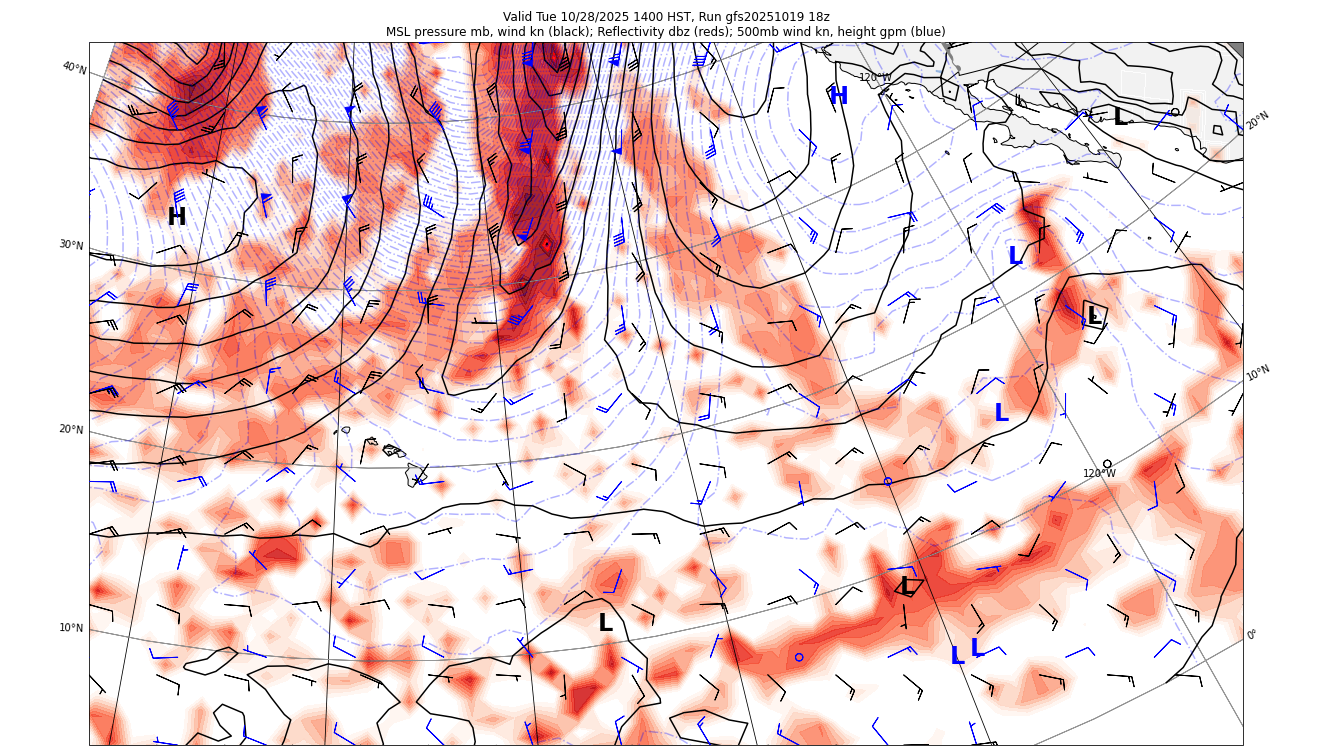 Valid Tue 10/28/2025 1400 HST, Run gfs20251019 18z
MSL pressure mb, wind kn (black); Reflectivity dbz (reds); 500mb wind kn, height gpm (blue)
40°N
120°W
H
L
20°N
H
30°N
L
L
10°N
L
20°N
120°W
L
10°N
L
0°
L
L